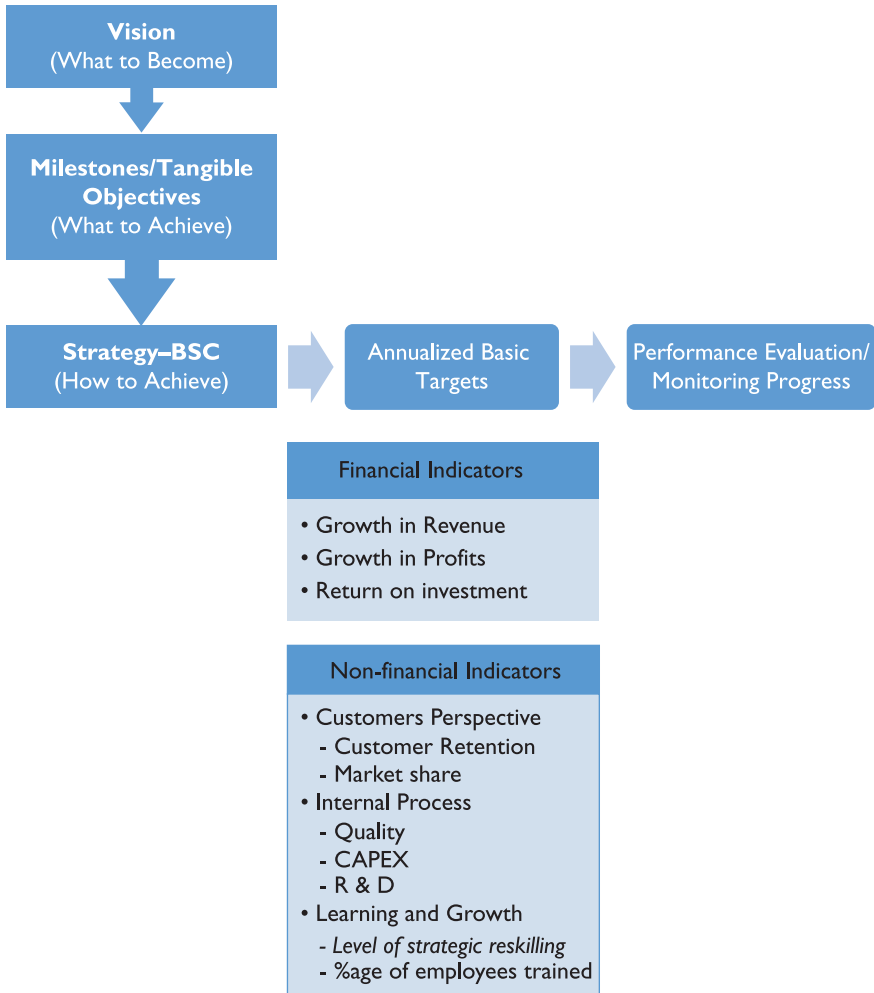 Vision
(What to Become)
Milestones/Tangible
Objectives
(What to Achieve)
Strategy–BSC
(How to Achieve)
Annualized Basic
Targets
Performance Evaluation/
Monitoring Progress
Financial Indicators
• Growth in Revenue
• Growth in Profits
• Return on investment
Non-financial Indicators
• Customers Perspective
- Customer Retention
- Market share
• Internal Process
- Quality
- CAPEX
- R & D
• Learning and Growth
- Level of strategic reskilling
- %age of employees trained